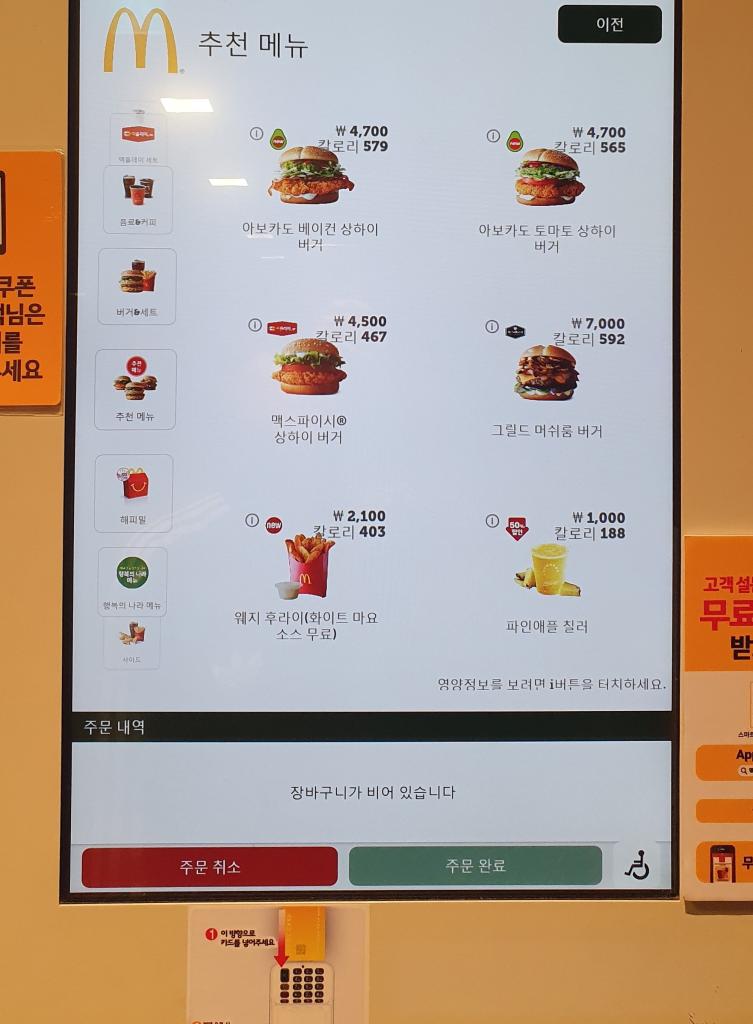 추천 메뉴
이전
맥올데이 세트
음료&커피
버거&세트
추천
메뉴
추천 메뉴
해피밀
행복의 나라
메뉴
행복의 나라 메뉴
사이드
new
₩ 4,700
칼로리 579
아보카도 베이컨 상하이
버거
new
₩ 4,700
칼로리 565
아보카도 토마토 상하이
버거
₩ 4,500
칼로리 467
맥스파이시®
상하이 버거
₩ 7,000
칼로리 592
그릴드 머쉬룸 버거
new
₩ 2,100
칼로리 403
웨지 후라이(화이트 마요
소스 무료)
50%
할인
₩ 1,000
칼로리 188
파인애플 칠러
영양정보를 보려면 i버튼을 터치하세요.
주문 내역
장바구니가 비어 있습니다
주문 취소
주문 완료
쿠폰
님은
를
세요
고객 설
무료
받
스마트
App
무
1 이 방향으로
카드를 넣어주세요